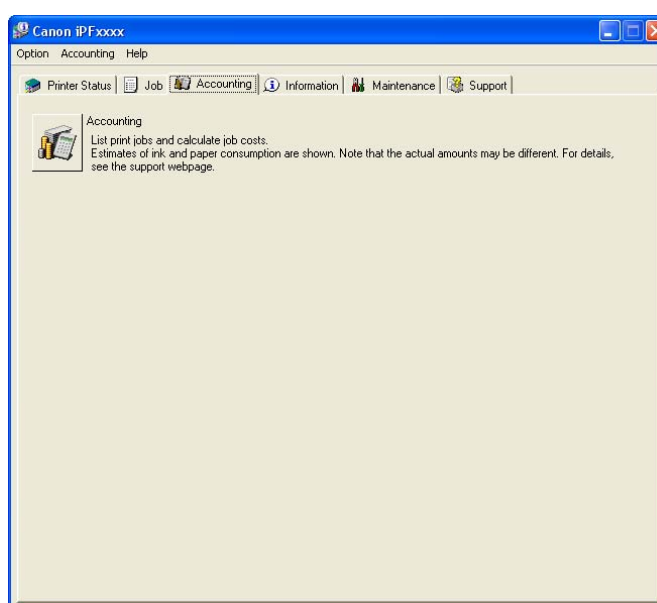 Canon iPFxxxx
Option Accounting Help
Printer Status Job Accounting Information Maintenance Support
Accounting
List print jobs and calculate job costs.
Estimates of ink and paper consumption are shown. Note that the actual amounts may be different. For details,
see the support webpage.